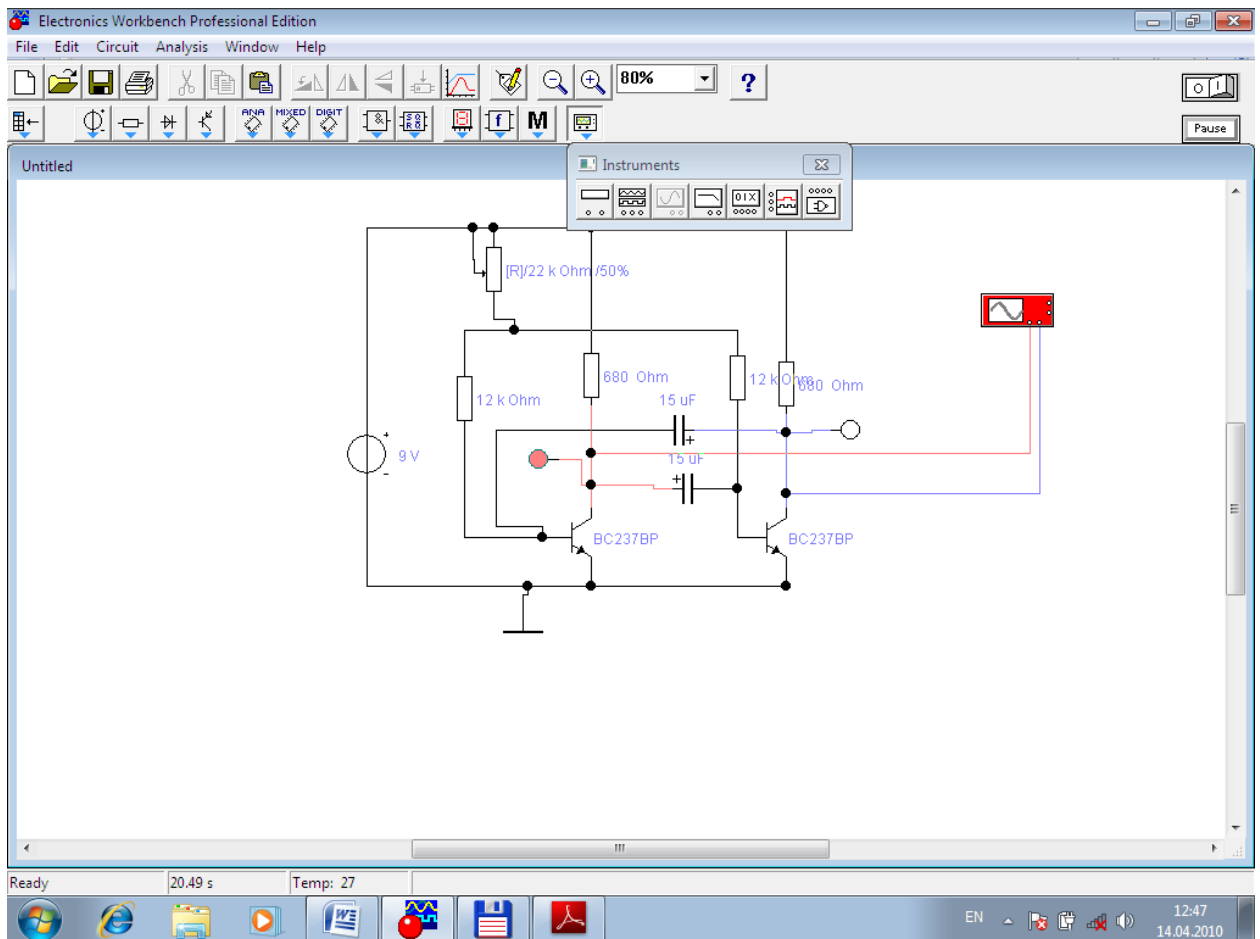 Electronics Workbench Professional Edition
File Edit Circuit Analysis Window Help
80%
?
ANA MIXED DIGIT
&
f M
Pause
Untitled
Instruments
[R]/22 k Ohm /50%
680 Ohm
12 k Ohm
680 Ohm
12 k Ohm
15 uF
+
9 V
-
15 uF
+
+
BC237BP
BC237BP
Ready 20.49 s Temp: 27
EN 12:47
14.04.2010